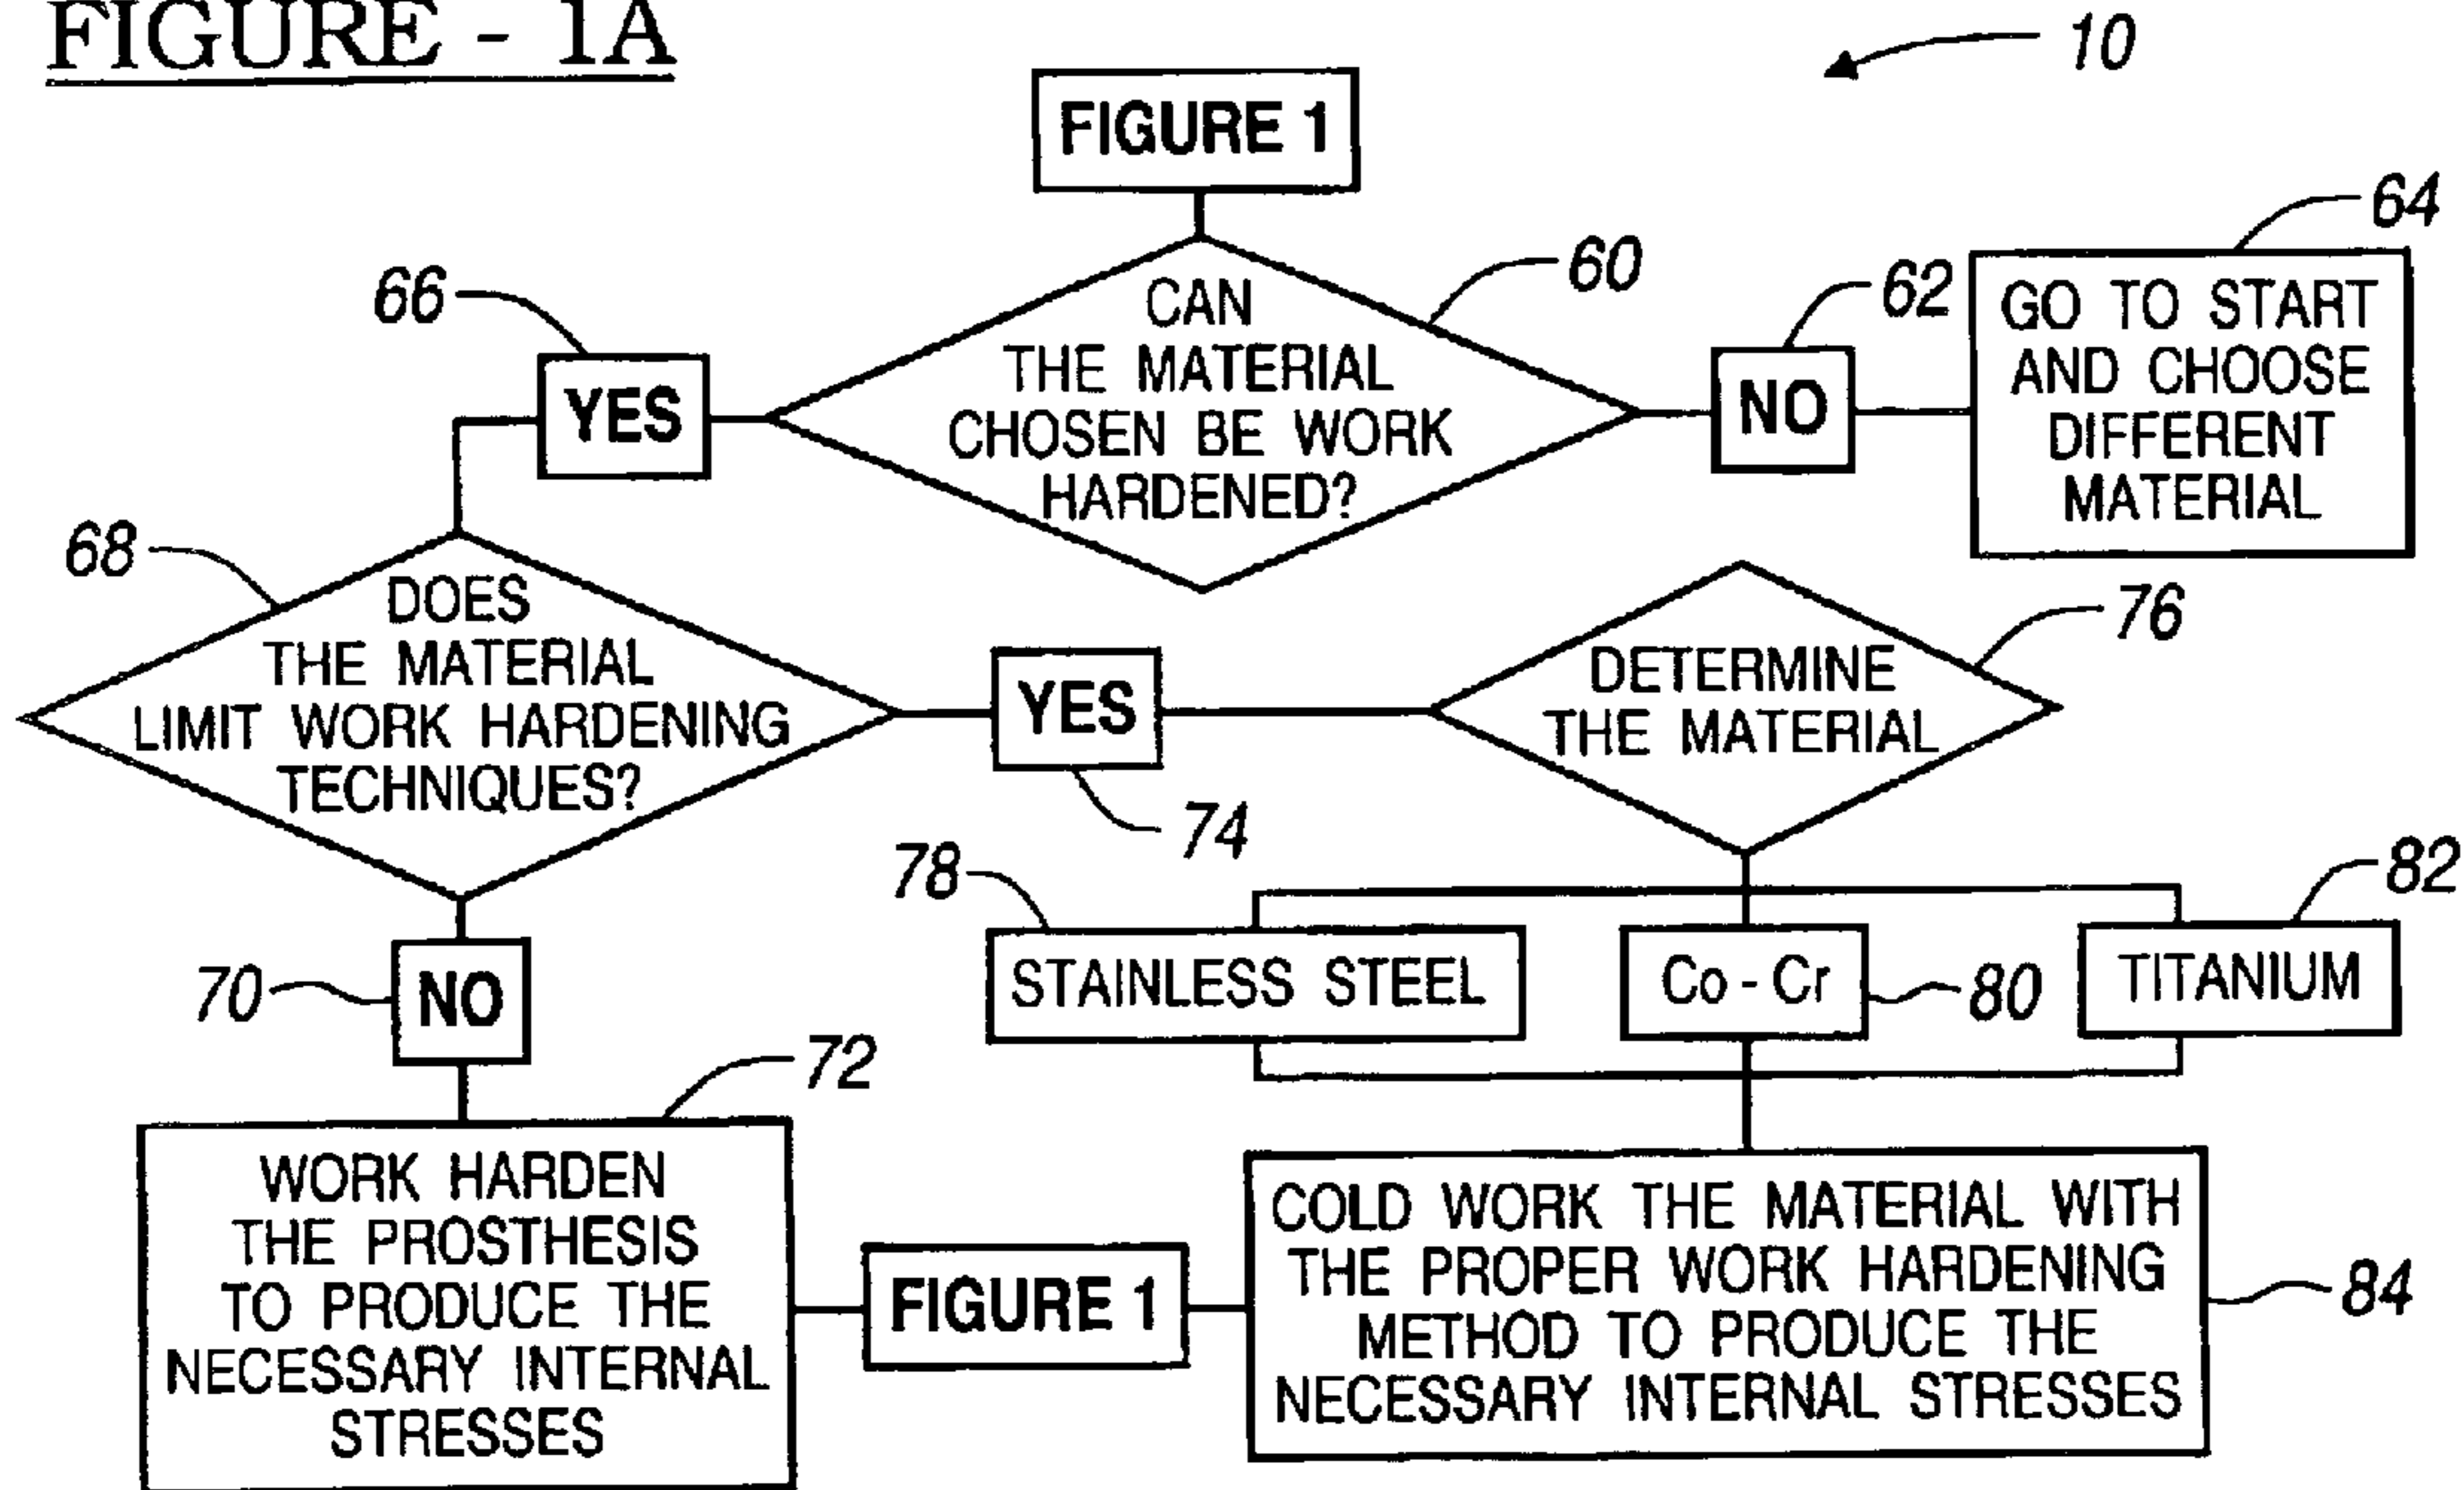 FIGURE - 1A
10
FIGURE 1
64
60
62
66
CAN
THE MATERIAL
CHOSEN BE WORK
HARDENED?
YES
NO
GO TO START
AND CHOOSE
DIFFERENT
MATERIAL
68
DOES
THE MATERIAL
LIMIT WORK HARDENING
TECHNIQUES?
YES
74
76
DETERMINE
THE MATERIAL
78
82
STAINLESS STEEL
Co - Cr
80
TITANIUM
70
NO
72
WORK HARDEN
THE PROSTHESIS
TO PRODUCE THE
NECESSARY INTERNAL
STRESSES
FIGURE 1
COLD WORK THE MATERIAL WITH
THE PROPER WORK HARDENING
METHOD TO PRODUCE THE
NECESSARY INTERNAL STRESSES
84